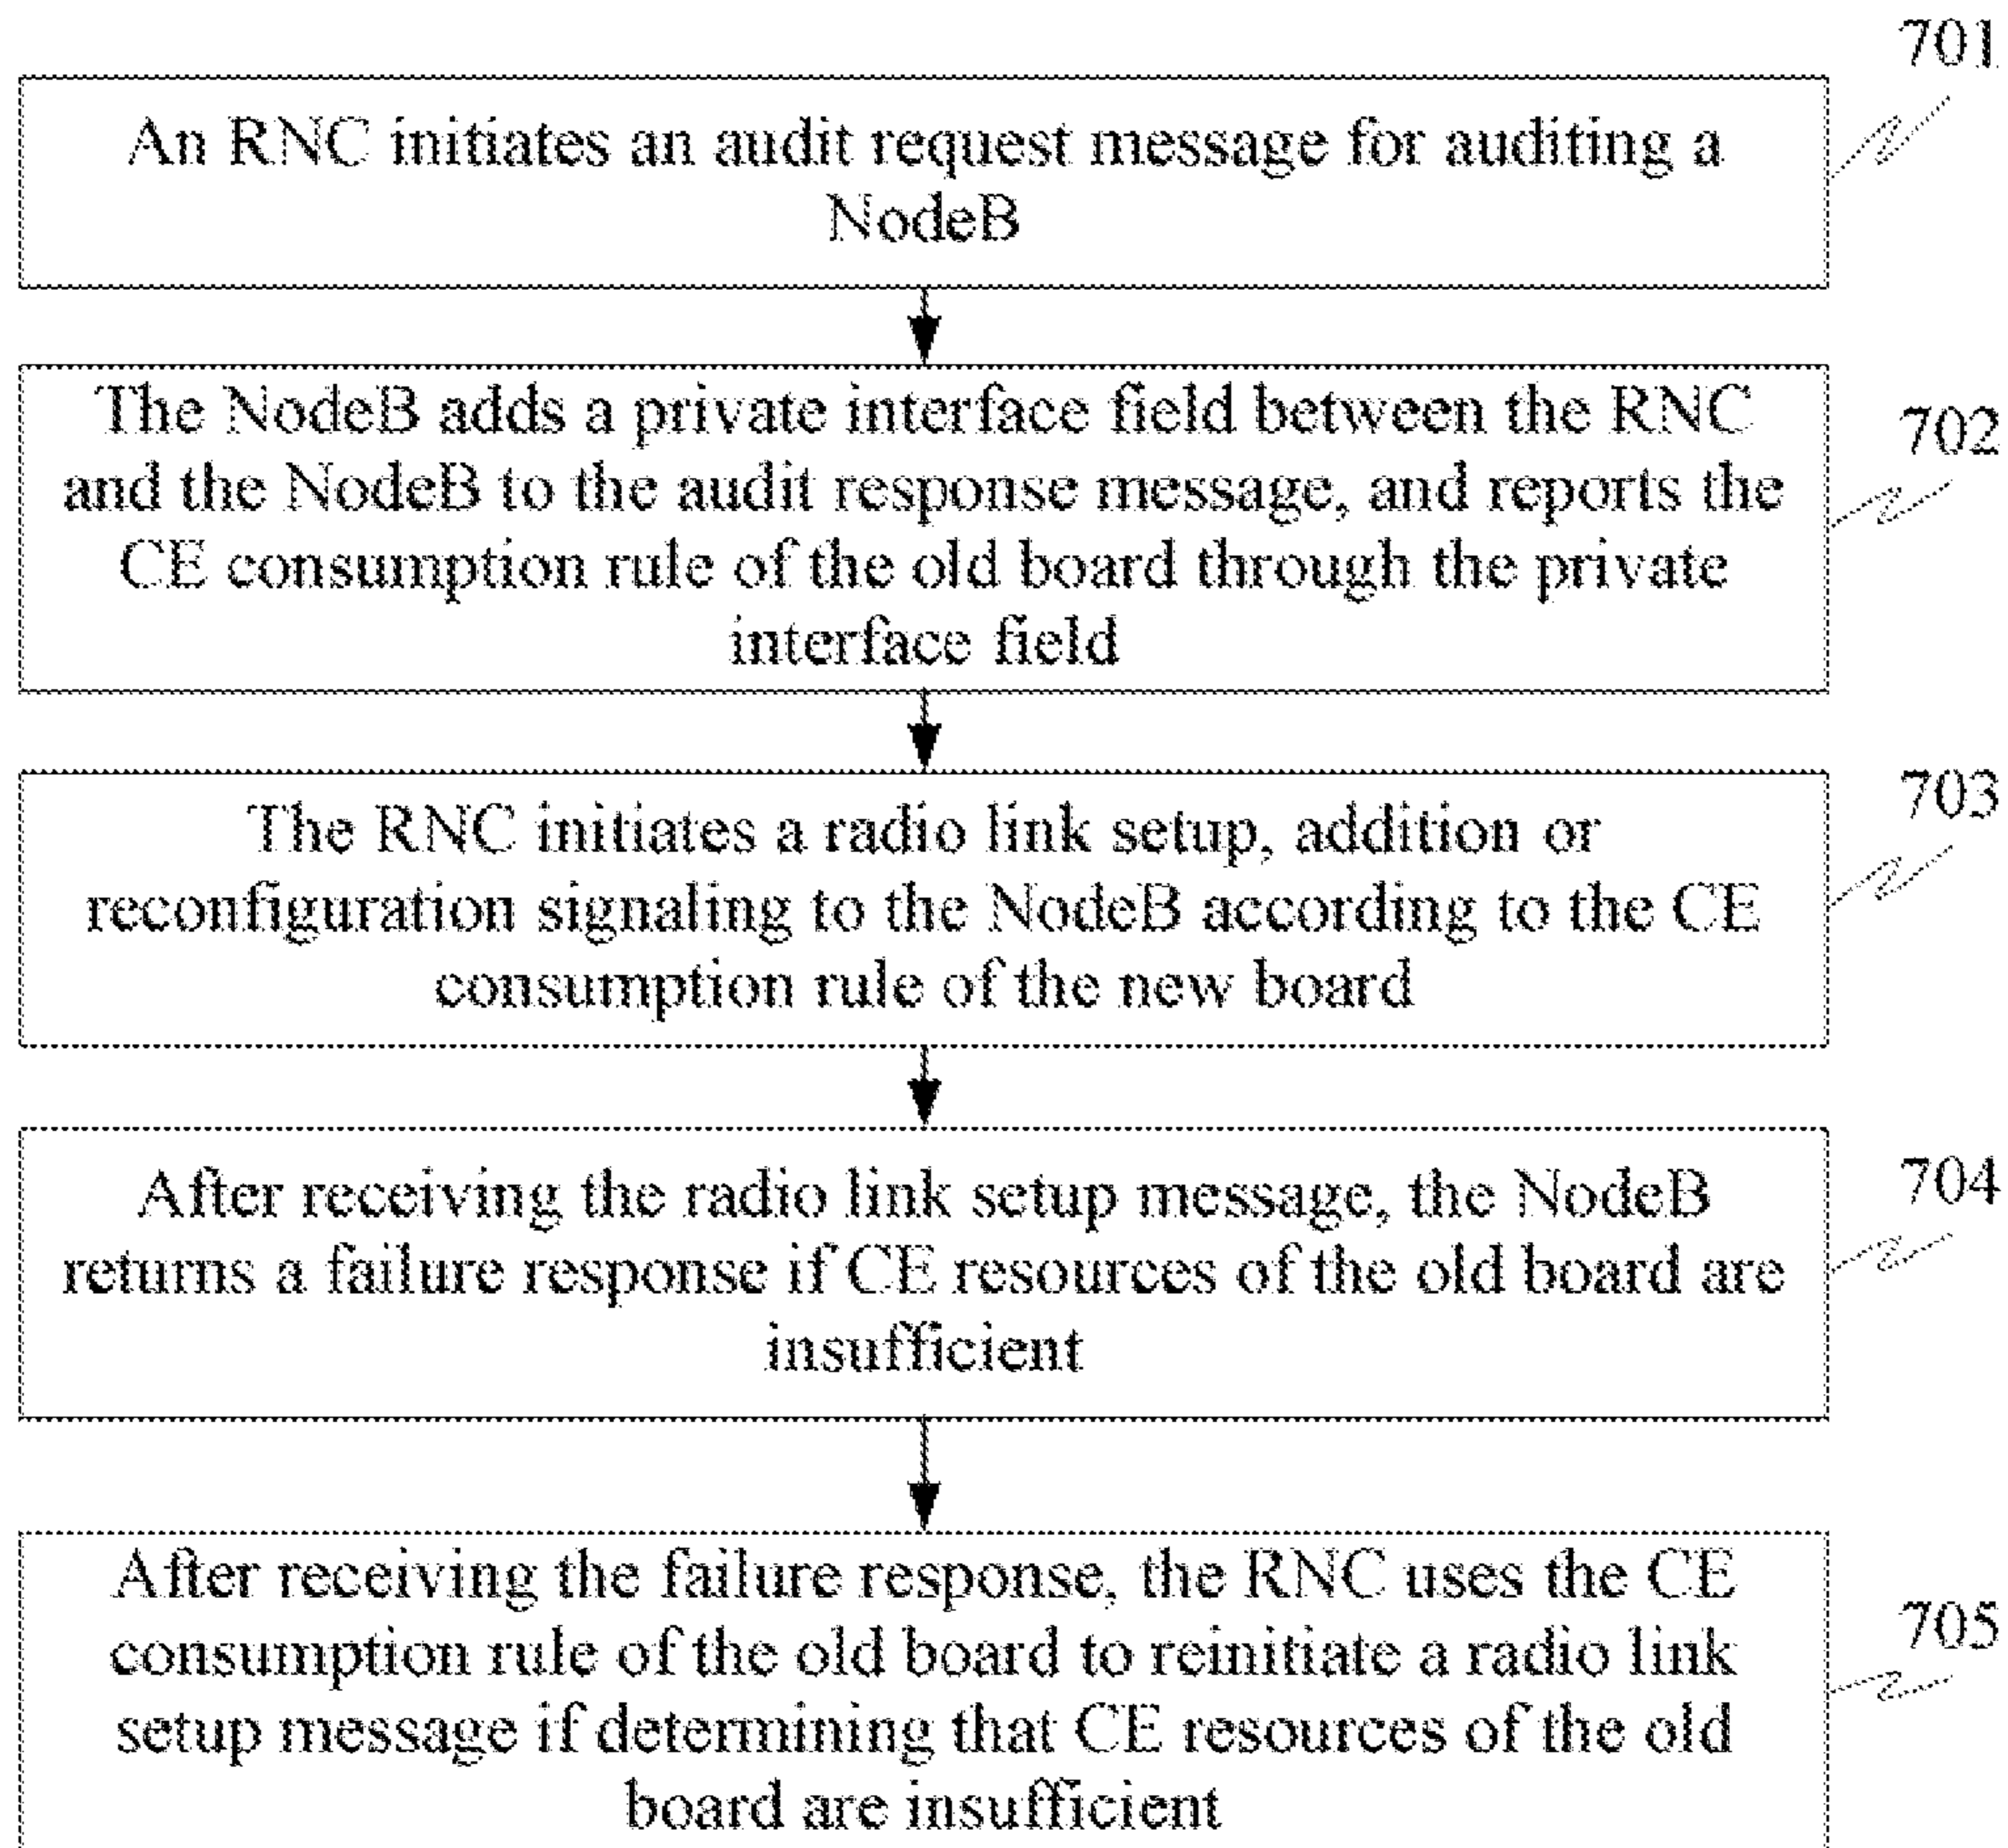 701
An RNC initiates an audit request message for auditing a
NodeB
The NodeB adds a private interface field between the RNC
and the NodeB to the audit response message, and reports the
CE consumption rule of the old board through the private
interface field
702
The RNC initiates a radio link setup, addition or
reconfiguration signaling to the NodeB according to the CE
consumption rule of the new board
703
After receiving the radio link setup message, the NodeB
returns a failure response if CE resources of the old board are
insufficient
704
After receiving the failure response, the RNC uses the CE
consumption rule of the old board to reinitiate a radio link
setup message if determining that CE resources of the old
board are insufficient
705